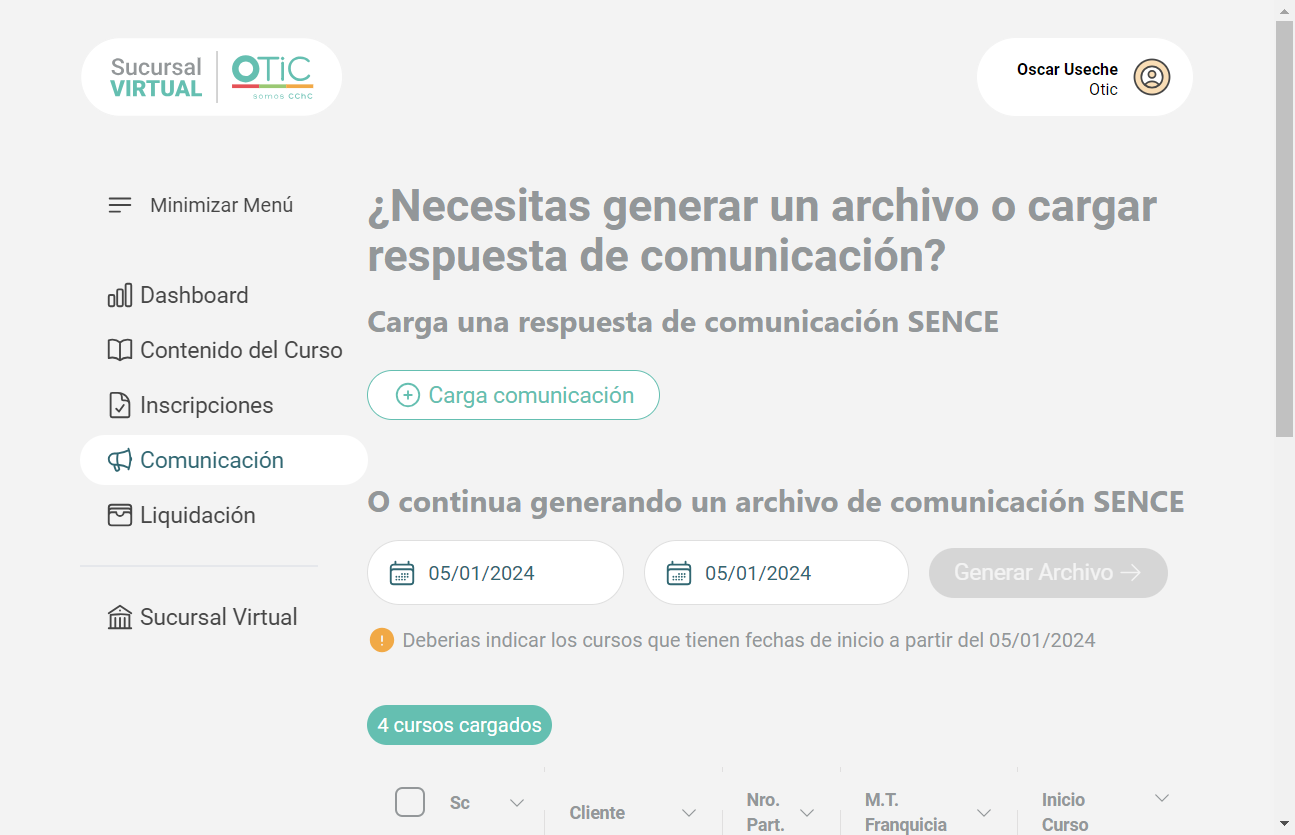 Sucursal
VIRTUAL
OTiC
somos CChC
Oscar Useche
Otic
Minimizar Menú
Dashboard
Contenido del Curso
Inscripciones
Comunicación
Liquidación
Sucursal Virtual
¿Necesitas generar un archivo o cargar
respuesta de comunicación?
Carga una respuesta de comunicación SENCE
Carga comunicación
O continua generando un archivo de comunicación SENCE
05/01/2024
05/01/2024
Generar Archivo
Deberias indicar los cursos que tienen fechas de inicio a partir del 05/01/2024
4 cursos cargados
Sc
Cliente
Nro.
Part.
M.T.
Franquicia
Inicio
Curso